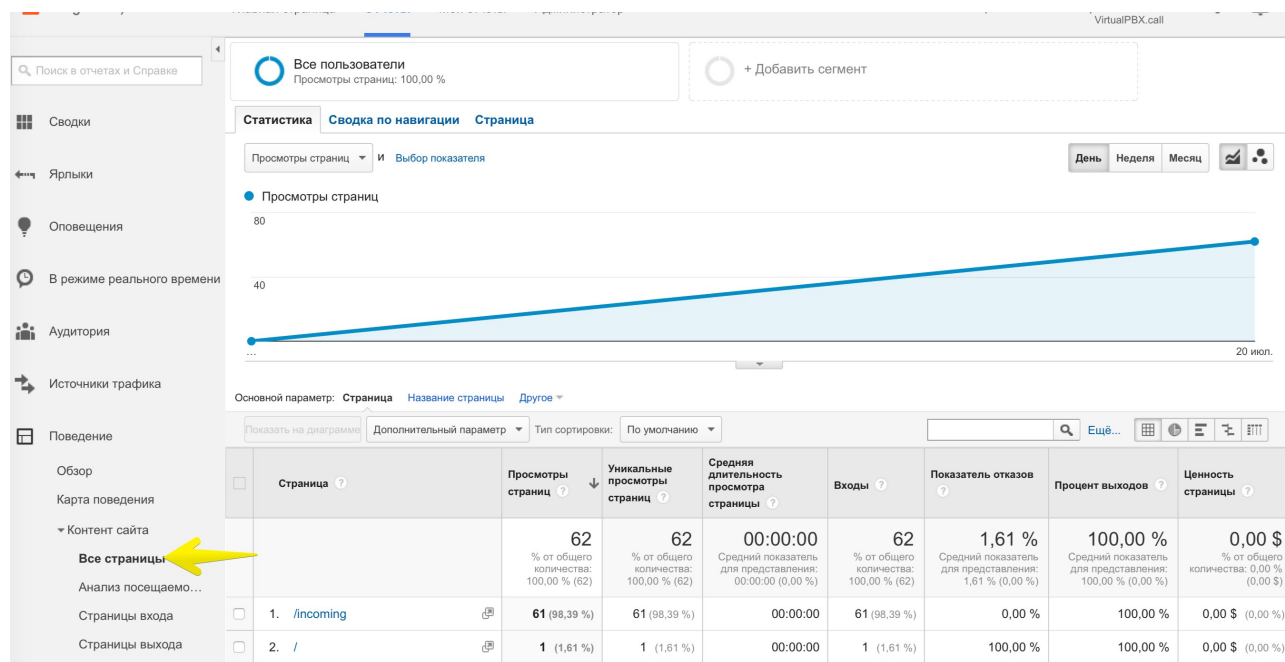 VirtualPBX.call
Поиск в отчетах и Справке
Все пользователи
Просмотры страниц: 100,00 %
+ Добавить сегмент
Сводки
Статистика Сводка по навигации Страница
Просмотры страниц и Выбор показателя
День Неделя Месяц
Ярлыки
Просмотры страниц
80
Оповещения
В режиме реального времени
40
Аудитория
...
20 июл.
Источники трафика
Основной параметр: Страница Название страницы Другое
Поведение
Показать на диаграмме Дополнительный параметр Тип сортировки: По умолчанию Ещё...
Обзор
Карта поведения
Контент сайта
Все страницы
Анализ посещаемо...
Страницы входа
Страницы выхода
Страница ?
Просмотры страниц ?
Уникальные просмотры страниц ?
Средняя длительность просмотра страницы ?
Входы ?
Показатель отказов ?
Процент выходов ?
Ценность страницы ?
62
% от общего количества: 100,00 % (62)
62
% от общего количества: 100,00 % (62)
00:00:00
Средний показатель для представления: 00:00:00 (0,00 %)
62
% от общего количества: 100,00 % (62)
1,61 %
Средний показатель для представления: 1,61 % (0,00 %)
100,00 %
Средний показатель для представления: 100,00 % (0,00 %)
0,00 $
% от общего количества: 0,00 % (0,00 $)
1. /incoming 61 (98,39 %) 61 (98,39 %) 00:00:00 61 (98,39 %) 0,00 % 100,00 % 0,00 $ (0,00 %)
2. / 1 (1,61 %) 1 (1,61 %) 00:00:00 1 (1,61 %) 100,00 % 100,00 % 0,00 $ (0,00 %)